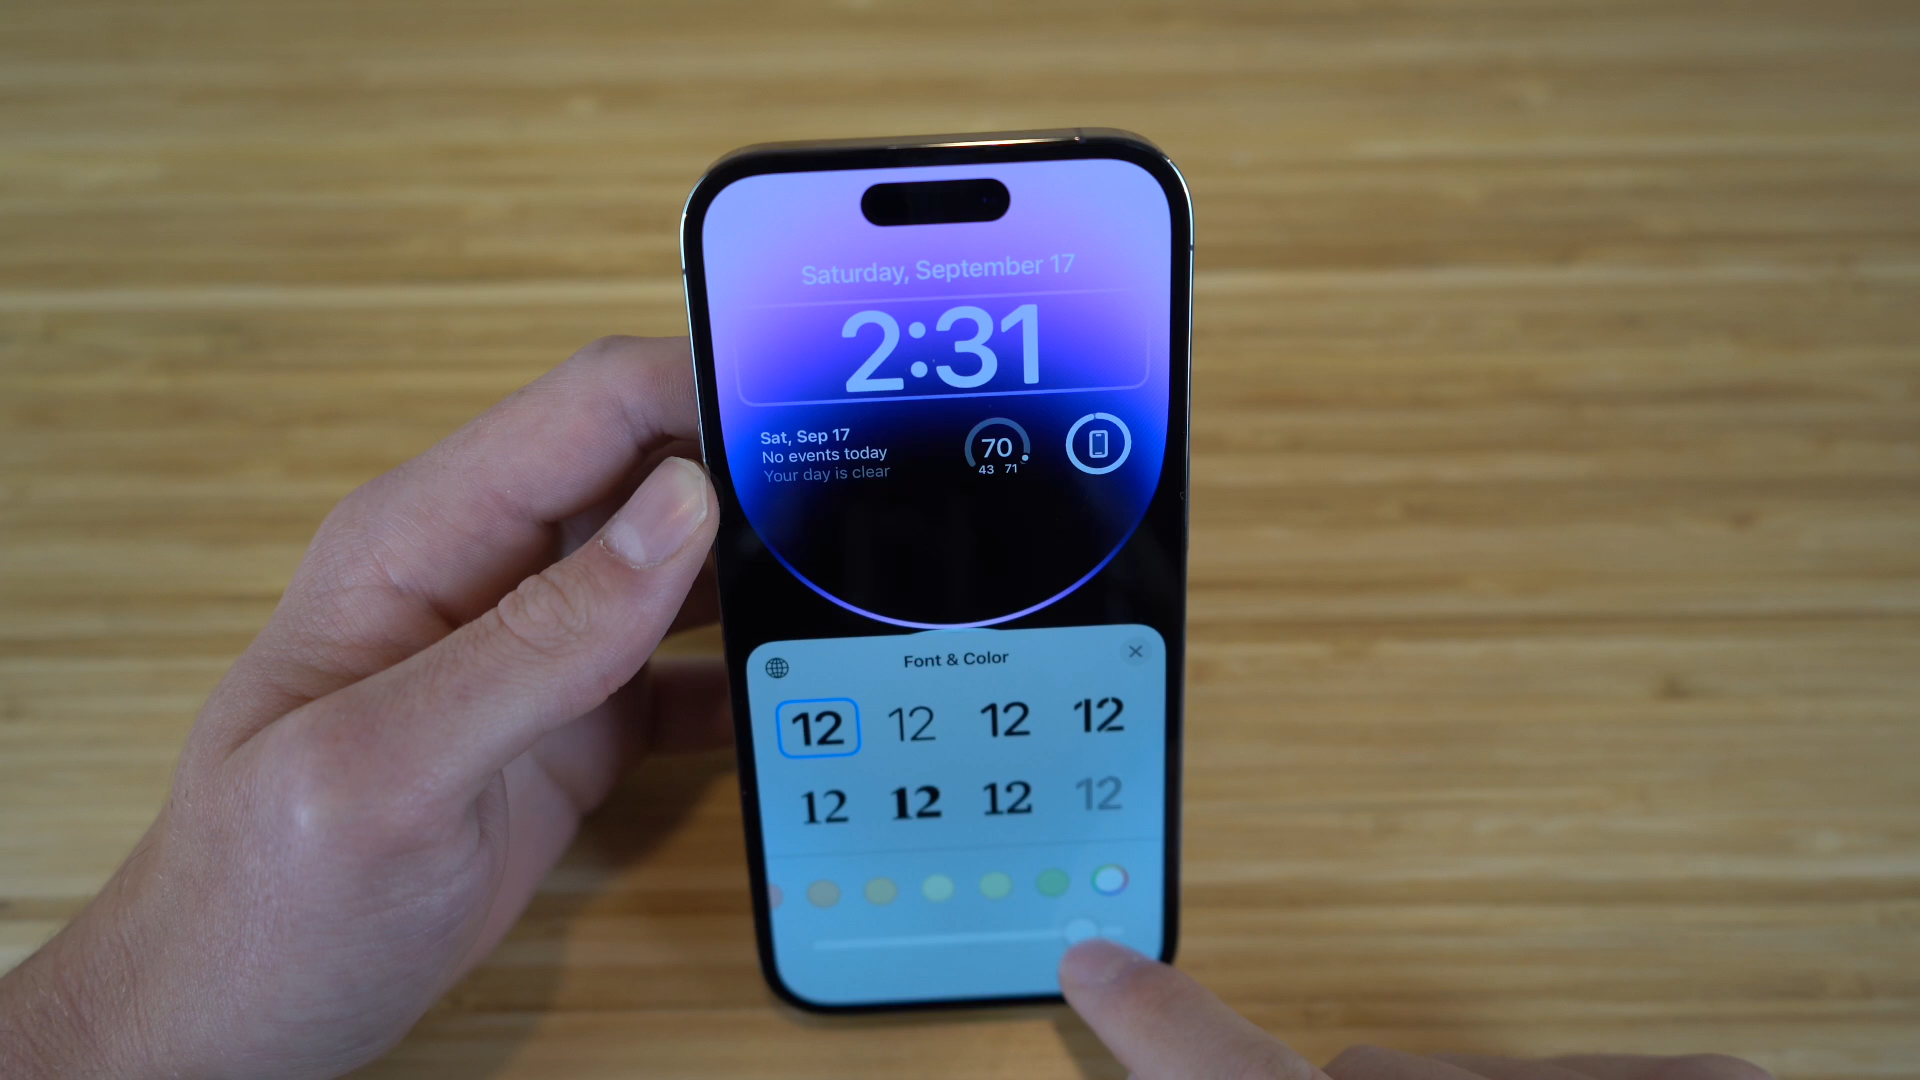 Saturday, September 17
2:31
Sat, Sep 17
No events today
Your day is clear
70
43 71
Font & Color
12 12 12 12
12 12 12 12